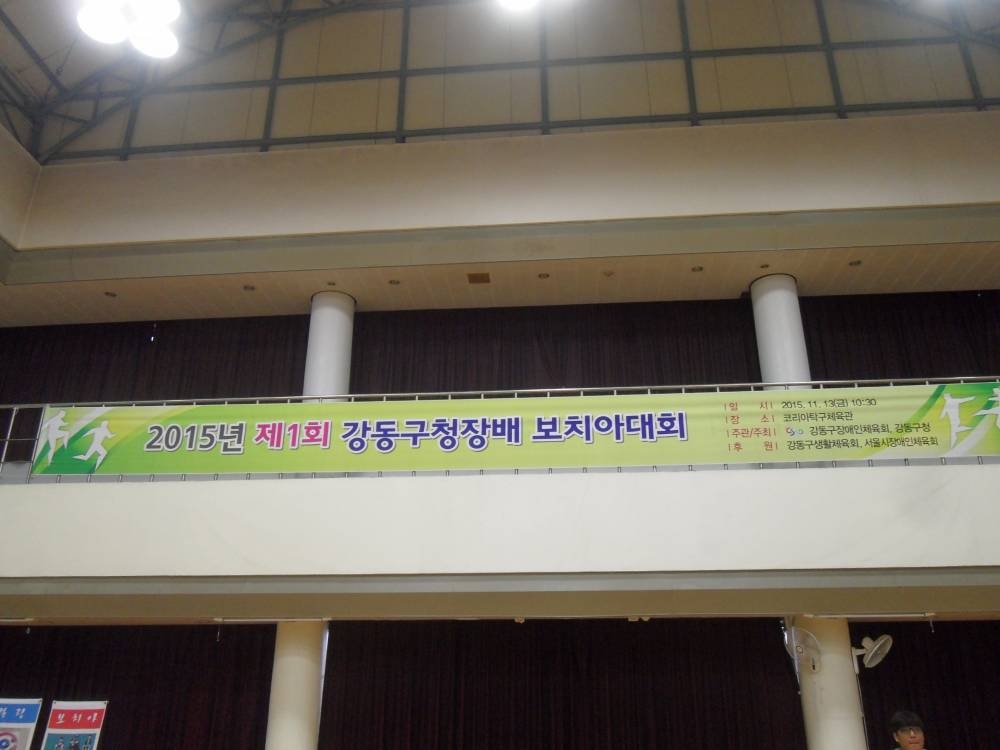 2015년 제1회 강동구청장배 보치아대회
| 일 시 | 2015. 11. 13(금) 10:30
| 장 소 | 코리아탁구체육관
| 주관/주최 | 강동구장애인체육회, 강동구청
| 후 원 | 강동구생활체육회, 서울시장애인체육회
보치아